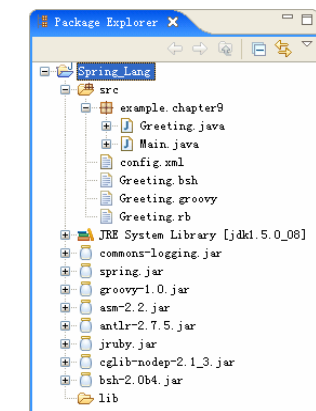 Package Explorer
Spring_Lang
src
example.chapter9
Greeting.java
Main.java
config.xml
Greeting.bsh
Greeting.groovy
Greeting.rb
JRE System Library [jdk1.5.0_08]
commons-logging.jar
spring.jar
groovy-1.0.jar
asm-2.2.jar
antlr-2.7.5.jar
jruby.jar
cglib-nodep-2.1_3.jar
bsh-2.0b4.jar
lib